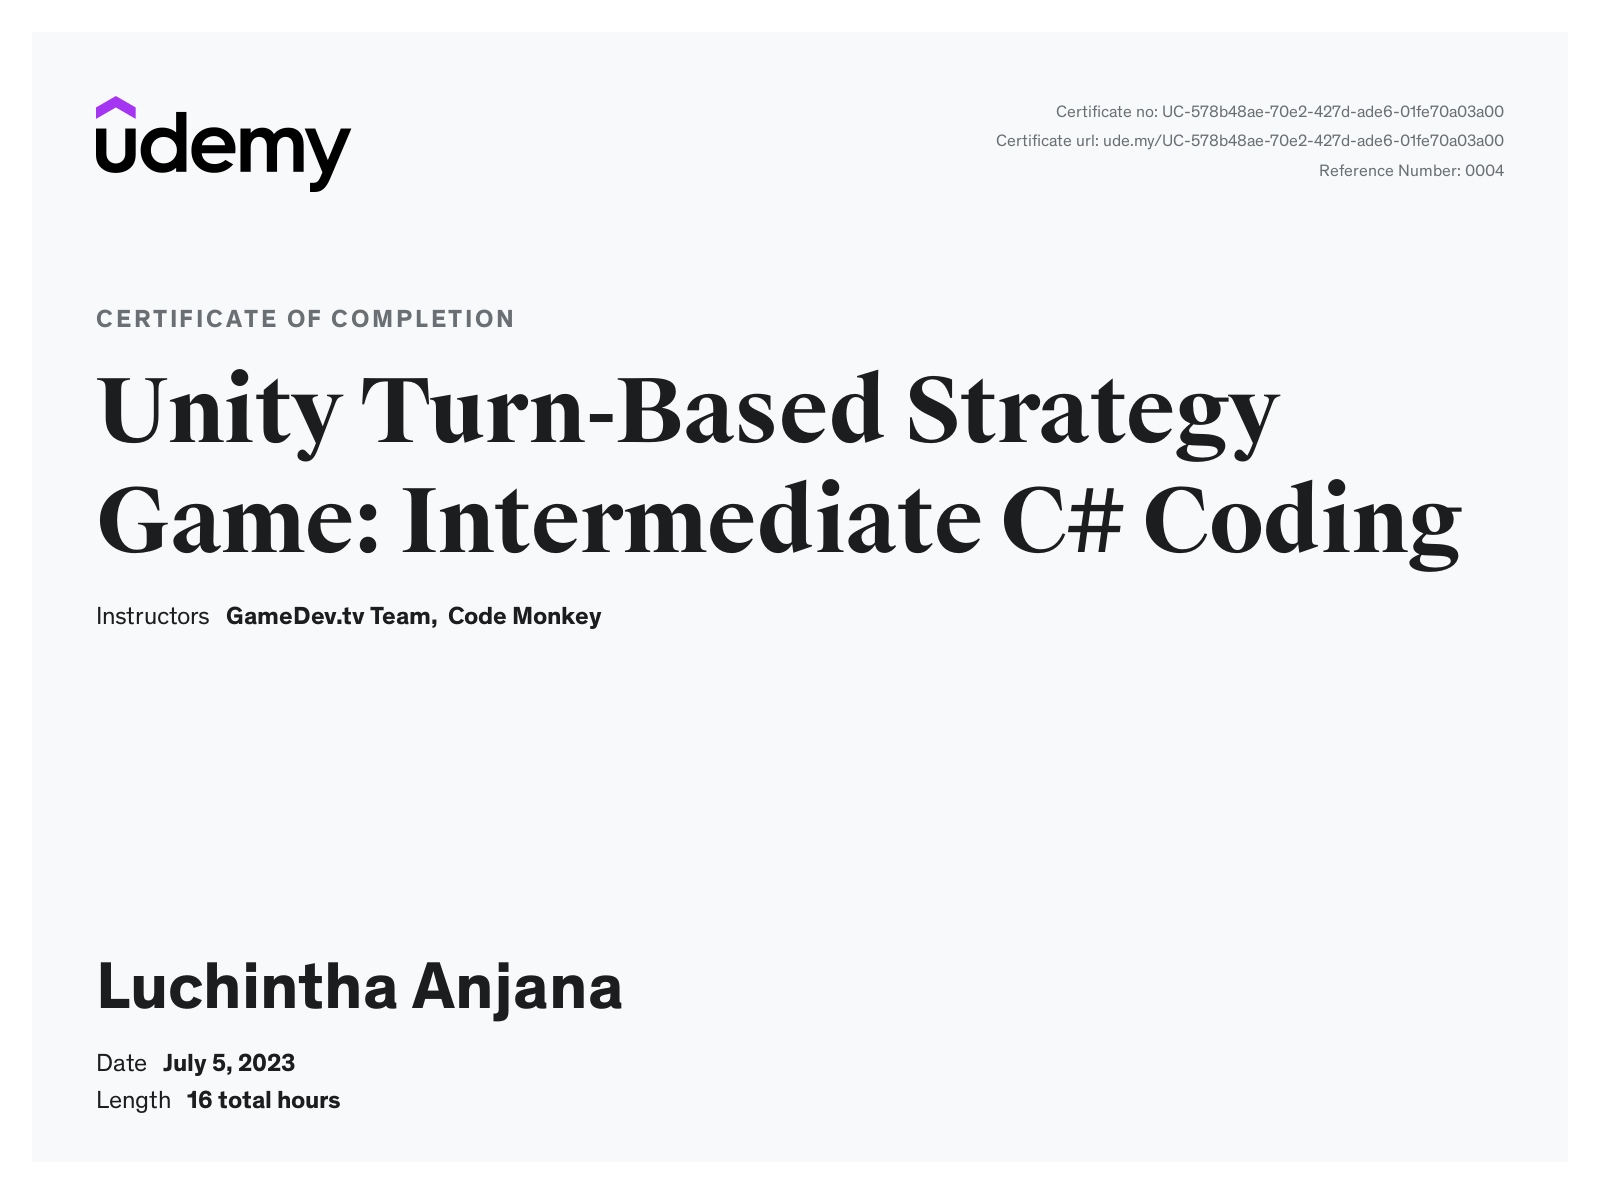 udemy
Certificate no: UC-578b48ae-70e2-427d-ade6-01fe70a03a00
Certificate url: ude.my/UC-578b48ae-70e2-427d-ade6-01fe70a03a00
Reference Number: 0004
CERTIFICATE OF COMPLETION
Unity Turn-Based Strategy
Game: Intermediate C# Coding
Instructors GameDev.tv Team, Code Monkey
Luchintha Anjana
Date July 5, 2023
Length 16 total hours